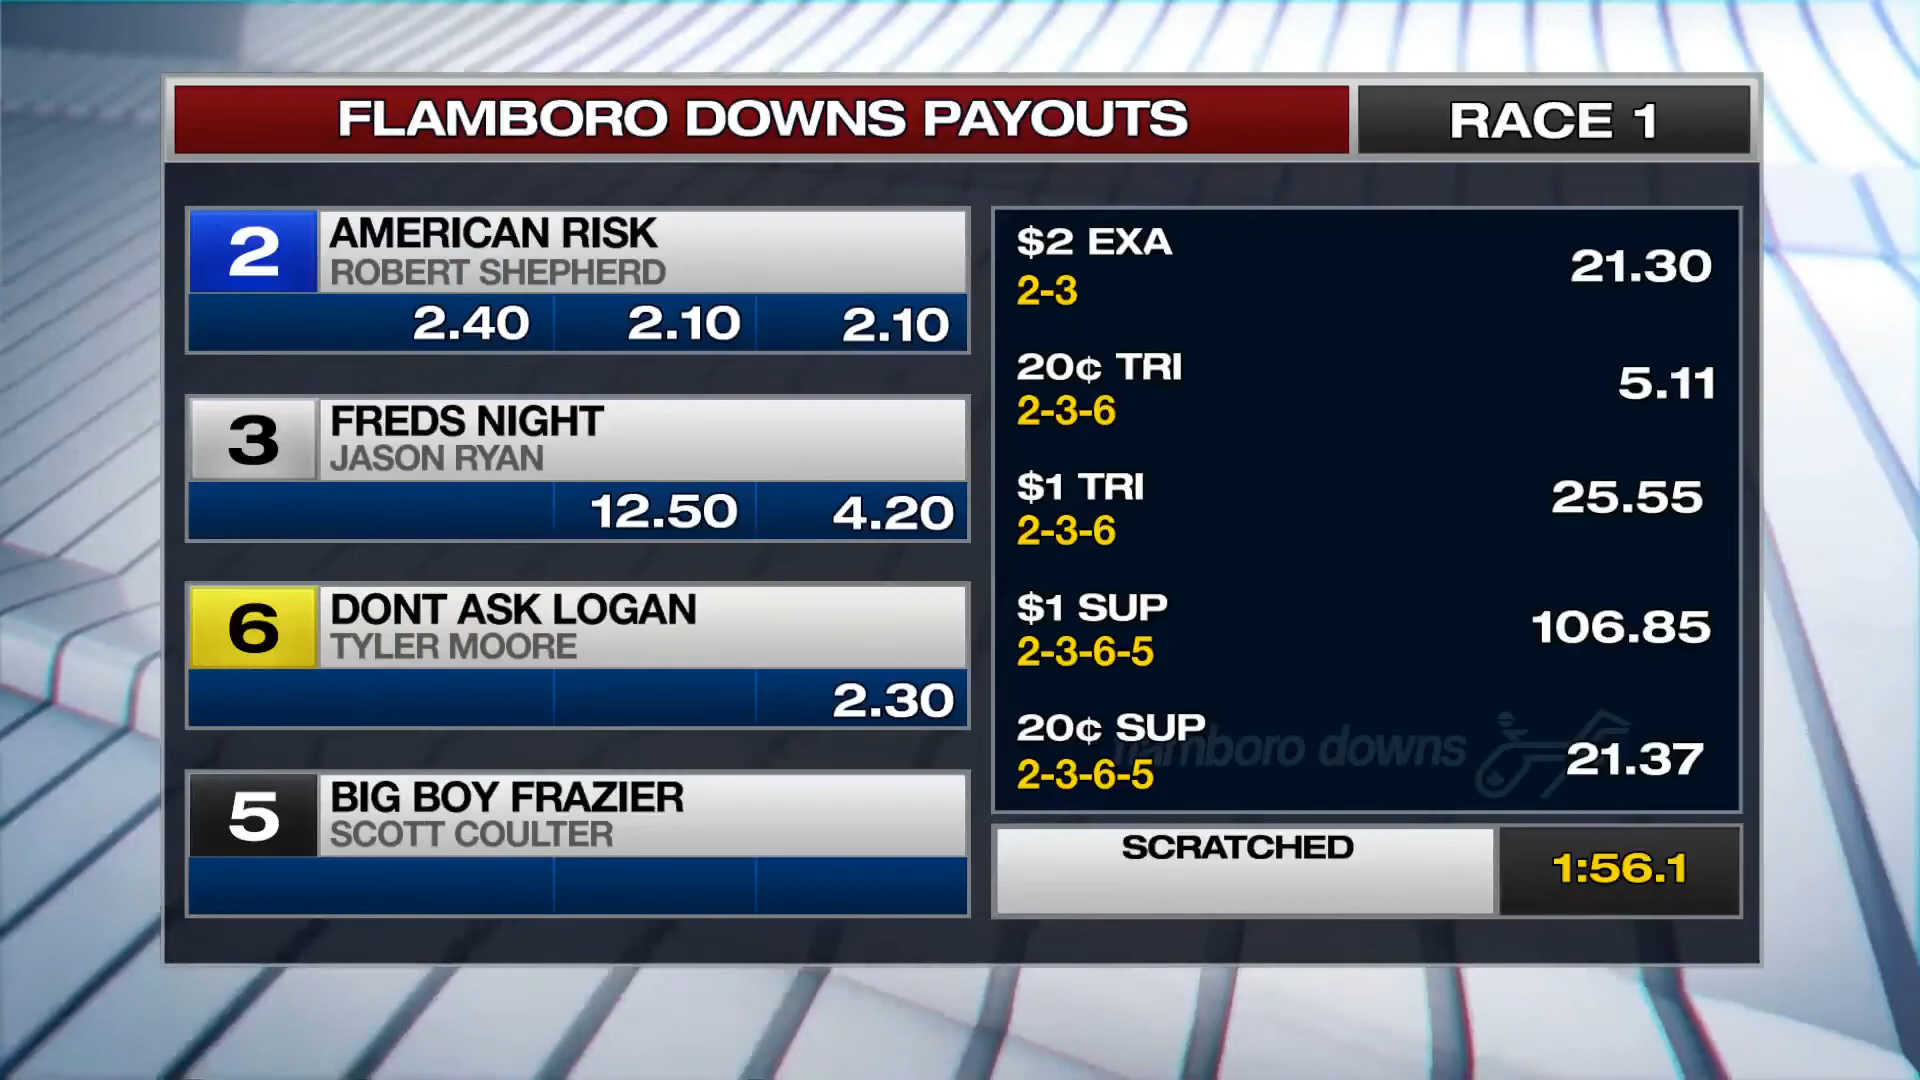 FLAMBORO DOWNS PAYOUTS
RACE 1
2
AMERICAN RISK
ROBERT SHEPHERD
2.40 2.10 2.10
3
FREDS NIGHT
JASON RYAN
12.50 4.20
6
DONT ASK LOGAN
TYLER MOORE
2.30
5
BIG BOY FRAZIER
SCOTT COULTER
$2 EXA
2-3
21.30
20¢ TRI
2-3-6
5.11
$1 TRI
2-3-6
25.55
$1 SUP
2-3-6-5
106.85
20¢ SUP
2-3-6-5
21.37
flamboro downs
SCRATCHED
1:56.1